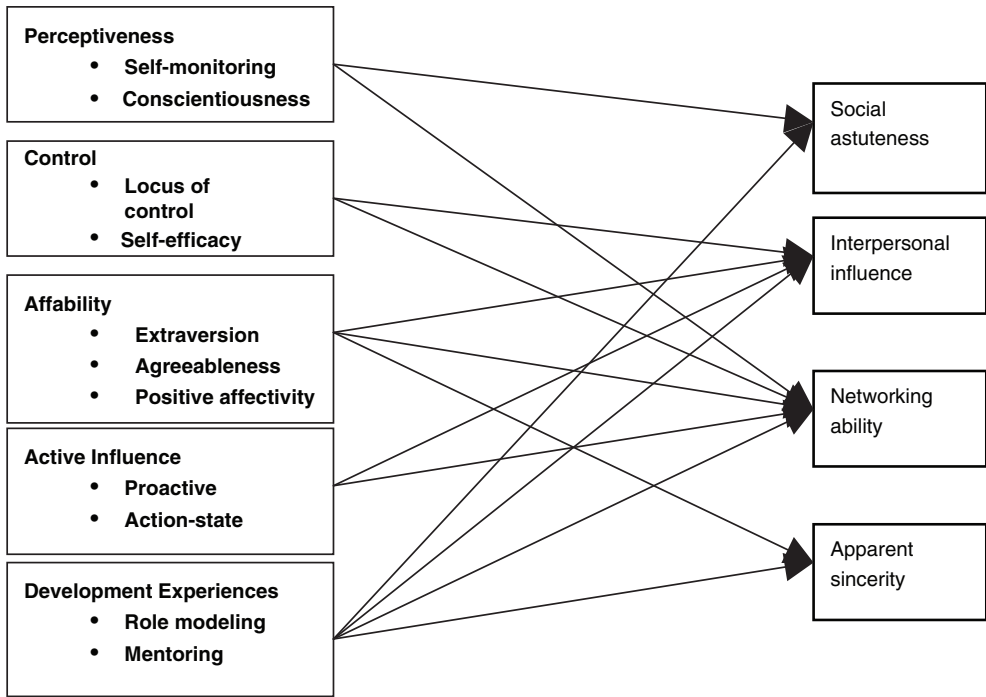 Perceptiveness
• Self-monitoring
• Conscientiousness
Control
• Locus of
control
• Self-efficacy
Affability
• Extraversion
• Agreeableness
• Positive affectivity
Active Influence
• Proactive
• Action-state
Development Experiences
• Role modeling
• Mentoring
Social
astuteness
Interpersonal
influence
Networking
ability
Apparent
sincerity